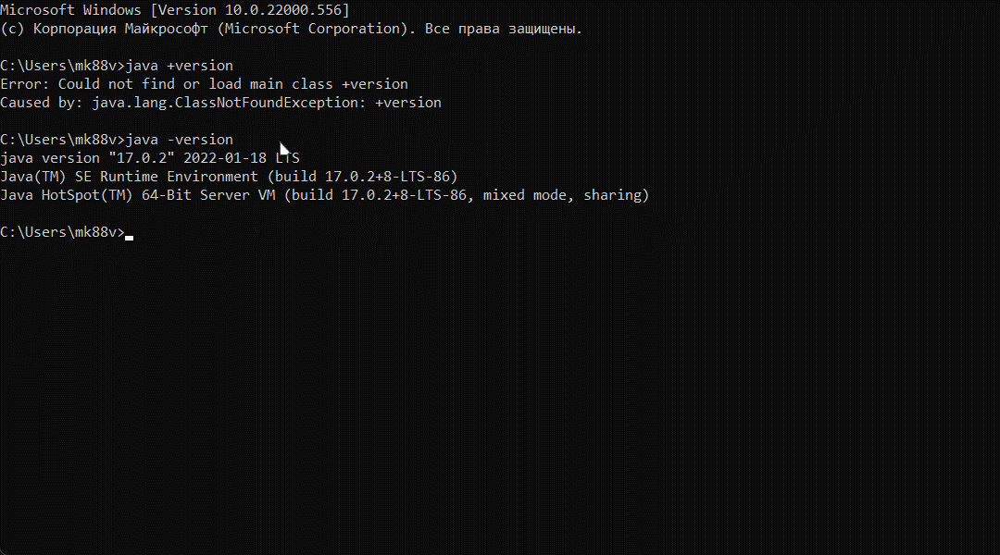 Microsoft Windows [Version 10.0.22000.556]
(c) Корпорация Майкрософт (Microsoft Corporation). Все права защищены.
C:\Users\mk88v>java +version
Error: Could not find or load main class +version
Caused by: java.lang.ClassNotFoundException: +version
C:\Users\mk88v>java -version
java version "17.0.2" 2022-01-18 LTS
Java(TM) SE Runtime Environment (build 17.0.2+8-LTS-86)
Java HotSpot(TM) 64-Bit Server VM (build 17.0.2+8-LTS-86, mixed mode, sharing)
C:\Users\mk88v>